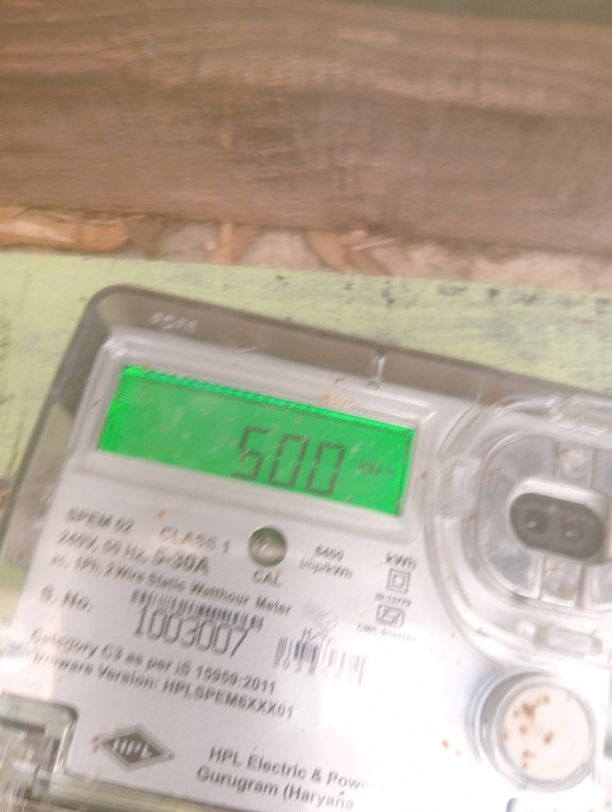 500 kW h
SPEM 02 CLASS 1
240V, 50 Hz, 5-30A
CAL
6400
imp/kWh
kWh
ac, 1Ph, 2 Wire Static Watthour Meter
S. No.
1003007
Category C3 as per IS 15959:2011
Firmware Version: HPLSPEM6XXX01
HPL
HPL Electric &
Gurugram (Haryana